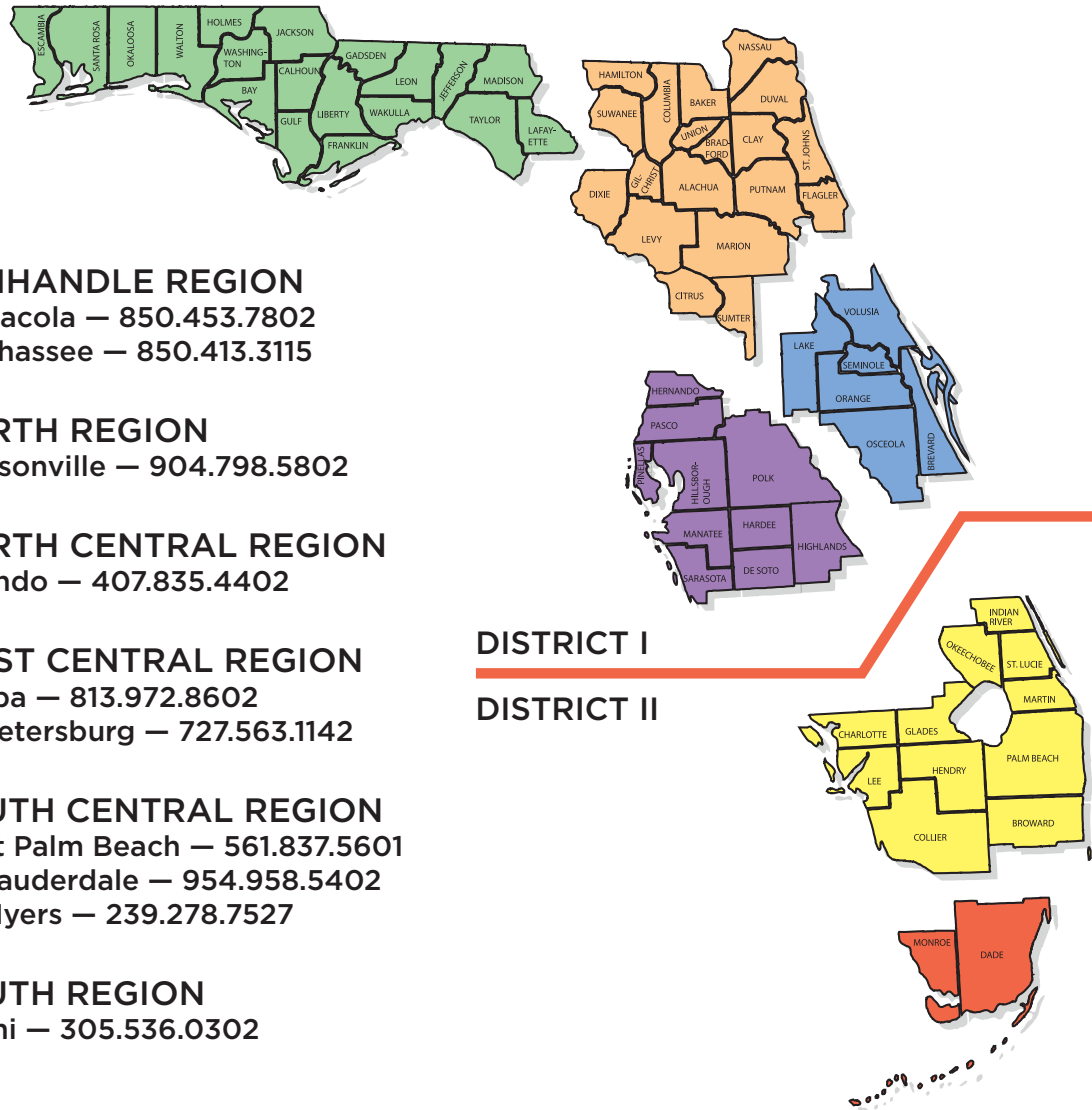 ESCAMBIA
SANTA ROSA
OKALOOSA
WALTON
HOLMES
WASHING-
TON
JACKSON
BAY
CALHOUN
GULF
LIBERTY
FRANKLIN
GADSDEN
LEON
WAKULLA
JEFFERSON
MADISON
TAYLOR
LAFAY-
ETTE
HAMILTON
SUWANEE
COLUMBIA
BAKER
NASSAU
DUVAL
UNION
BRAD-
FORD
CLAY
ST. JOHNS
DIXIE
GIL-
CHRIST
ALACHUA
PUTNAM
FLAGLER
LEVY
MARION
CITRUS
SUMTER
VOLUSIA
LAKE
SEMINOLE
ORANGE
OSCEOLA
BREVARD
HERNANDO
PASCO
PINELLAS
HILLSBOR-
OUGH
POLK
MANATEE
HARDEE
HIGHLANDS
SARASOTA
DE SOTO
IHANDLE REGION
acola — 850.453.7802
hassee — 850.413.3115
RTH REGION
sonville — 904.798.5802
RTH CENTRAL REGION
ndo — 407.835.4402
ST CENTRAL REGION
pa — 813.972.8602
etersburg — 727.563.1142
UTH CENTRAL REGION
t Palm Beach — 561.837.5601
auderdale — 954.958.5402
lyers — 239.278.7527
UTH REGION
ni — 305.536.0302
DISTRICT I
DISTRICT II
INDIAN
RIVER
OKEECHOBEE
ST. LUCIE
MARTIN
CHARLOTTE
GLADES
PALM BEACH
LEE
HENDRY
COLLIER
BROWARD
MONROE
DADE